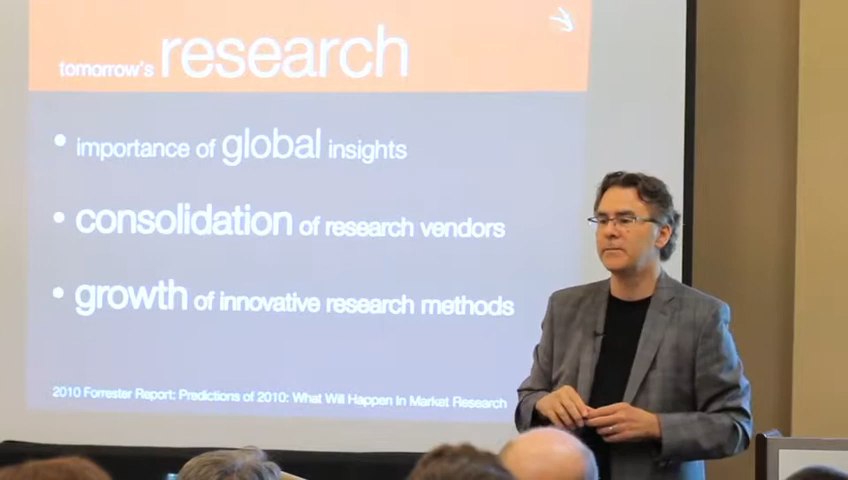 tomorrow's research
• importance of global insights
• consolidation of research vendors
• growth of innovative research methods
2010 Forrester Report: Predictions of 2010: What Will Happen In Market Research